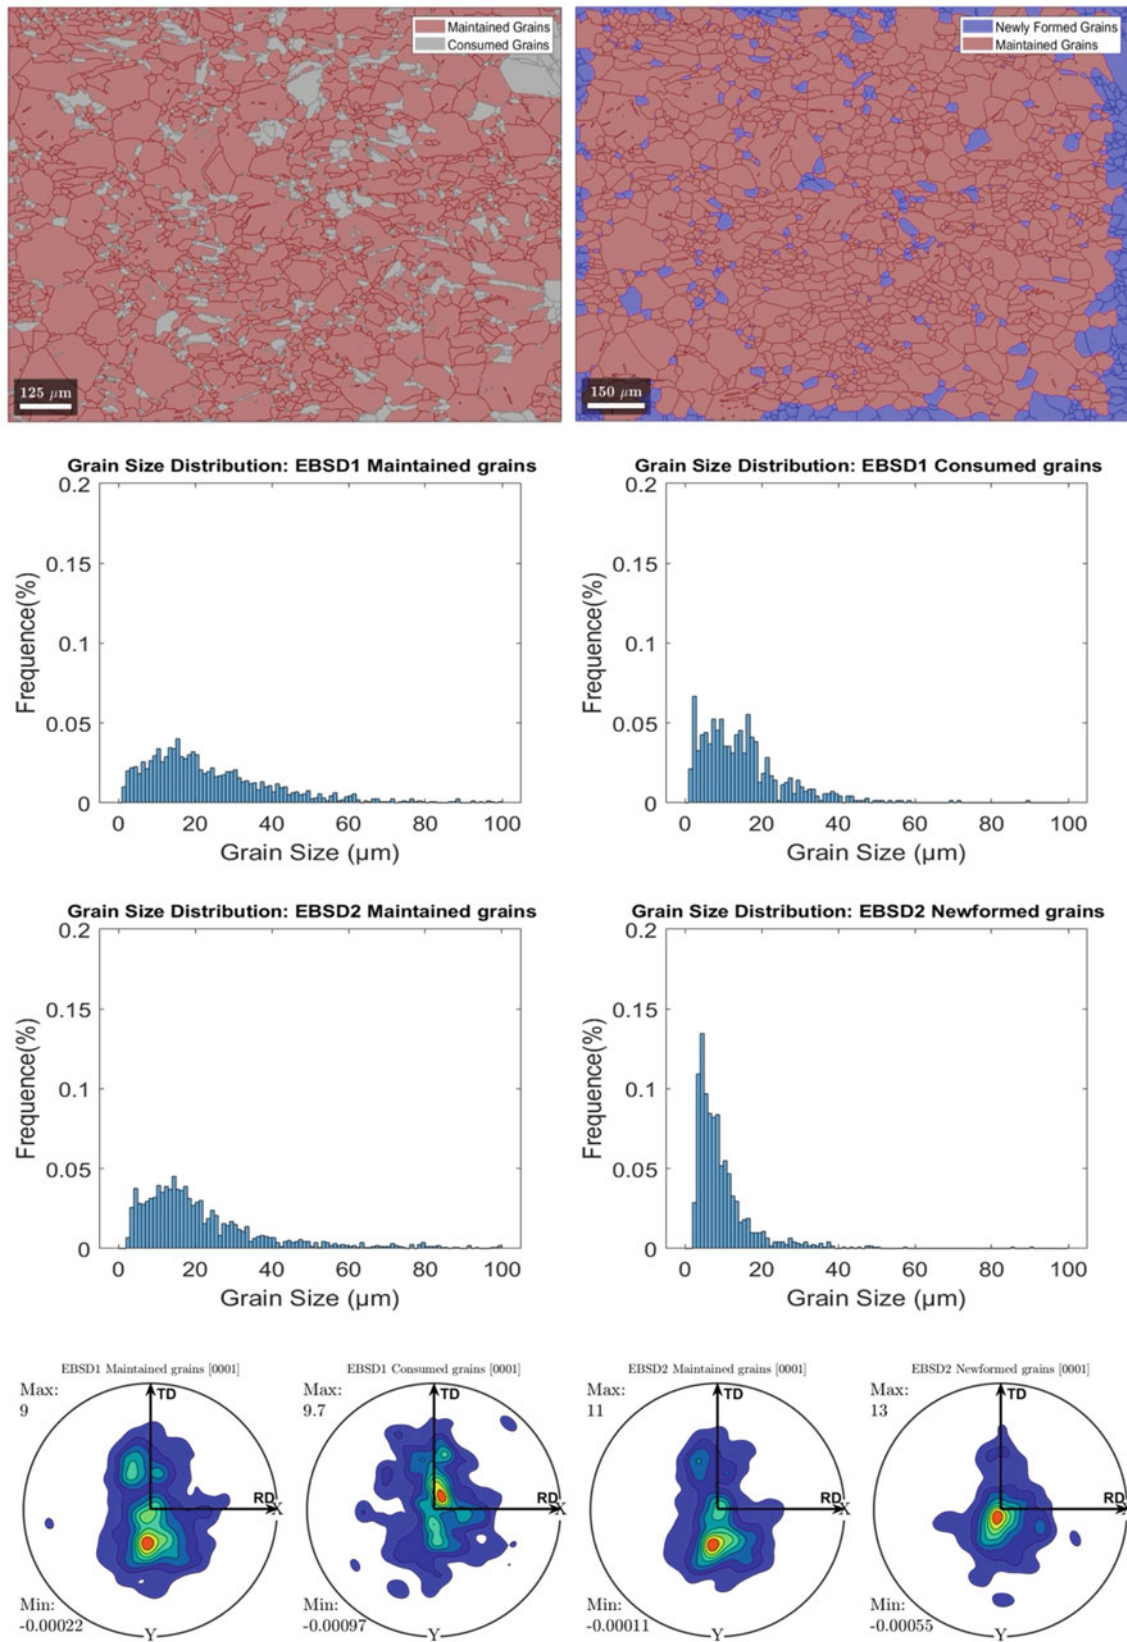 Maintained Grains
Consumed Grains
125 μm
Newly Formed Grains
Maintained Grains
150 μm
Grain Size Distribution: EBSD1 Maintained grains
0.2
0.15
0.1
0.05
0
Frequence(%)
0 20 40 60 80 100
Grain Size (μm)
Grain Size Distribution: EBSD1 Consumed grains
0.2
0.15
0.1
0.05
0
Frequence(%)
0 20 40 60 80 100
Grain Size (μm)
Grain Size Distribution: EBSD2 Maintained grains
0.2
0.15
0.1
0.05
0
Frequence(%)
0 20 40 60 80 100
Grain Size (μm)
Grain Size Distribution: EBSD2 Newformed grains
0.2
0.15
0.1
0.05
0
Frequence(%)
0 20 40 60 80 100
Grain Size (μm)
EBSD1 Maintained grains [0001]
Max:
9
TD
RD
X
Min:
-0.00022
Y
EBSD1 Consumed grains [0001]
Max:
9.7
TD
RD
X
Min:
-0.00097
Y
EBSD2 Maintained grains [0001]
Max:
11
TD
RD
X
Min:
-0.00011
Y
EBSD2 Newformed grains [0001]
Max:
13
TD
RD
X
Min:
-0.00055
Y